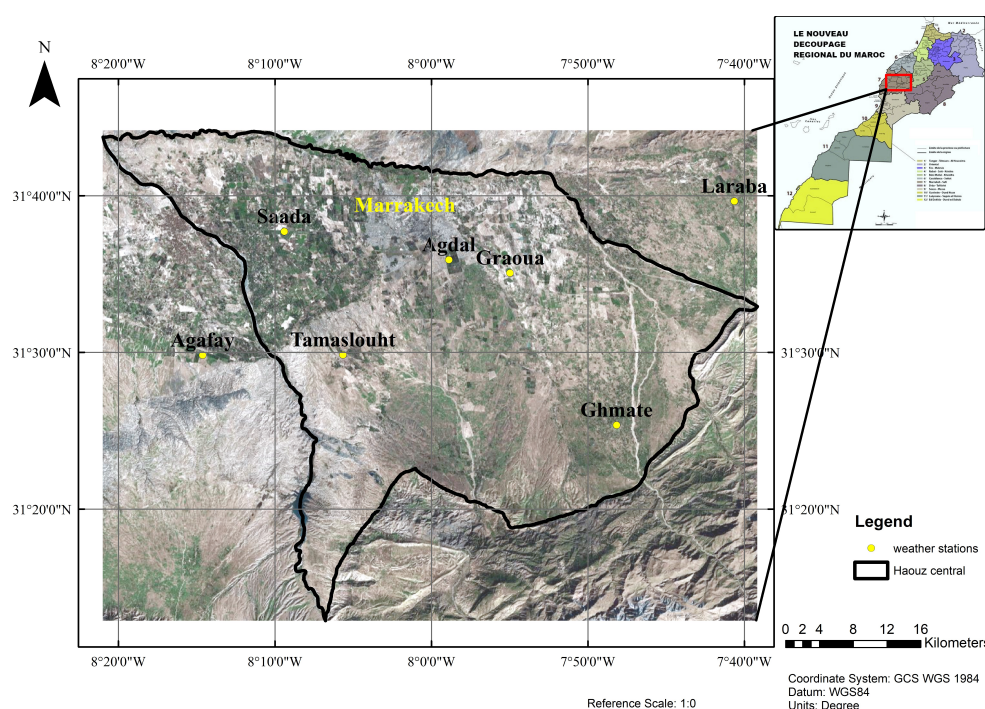 N
8°20'0"W
8°10'0"W
8°0'0"W
7°50'0"W
7°40'0"W
LE NOUVEAU
DECOUPAGE
REGIONAL DU MAROC
31°40'0"N
Laraba
Marrakech
Saada
Agdal
Graoua
31°30'0"N
31°30'0"N
Agafay
Tamaslouht
Ghmate
31°20'0"N
31°20'0"N
Legend
weather stations
Haouz central
0 2 4 8 12 16
Kilometers
8°20'0"W
8°10'0"W
8°0'0"W
7°50'0"W
7°40'0"W
Coordinate System: GCS WGS 1984
Datum: WGS84
Units: Degree
Reference Scale: 1:0